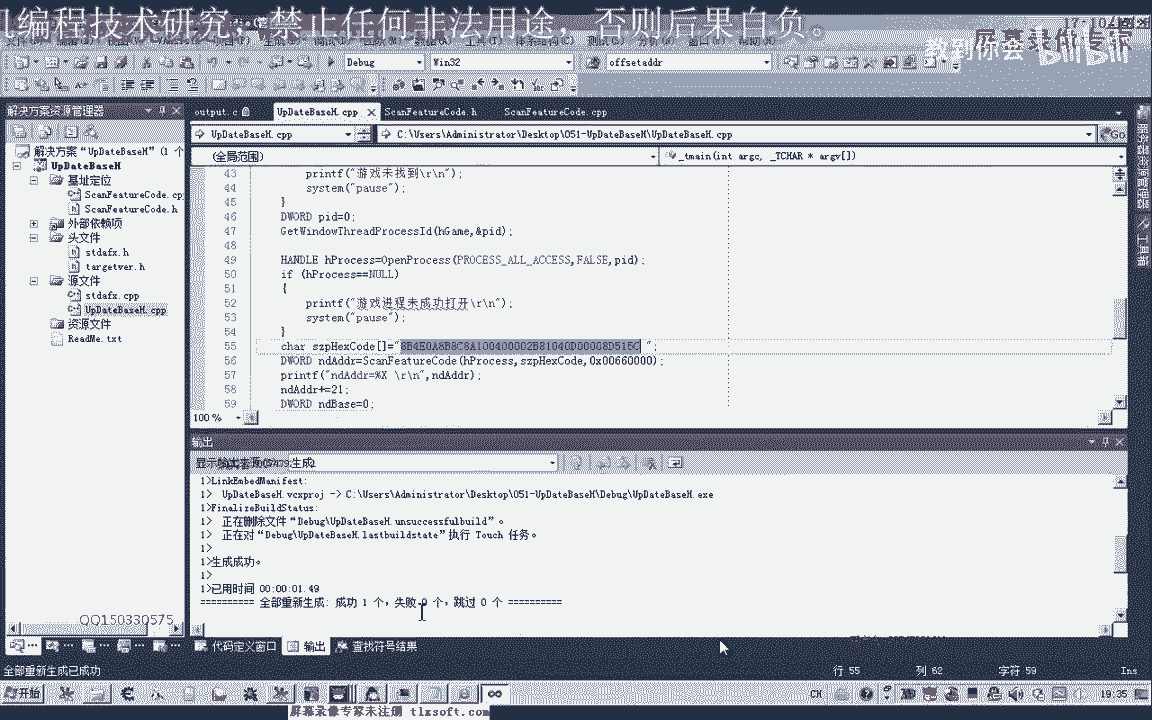 编程技术研究，禁止任何非法用途，否则后果自负。
教到你会
bilibili
Debug
Win32
offsetaddr
解决方案资源管理器
output.c
UpDateBaseH.cpp
ScanFeatureCode.h
ScanFeatureCode.cpp
UpDateBaseH.cpp
C:\Users\Administrator\Desktop\051-UpDateBaseH\UpDateBaseH.cpp
Go
(全局范围)
_tmain(int argc, _TCHAR * argv[])
解决方案"UpDateBaseH" (1 个
UpDateBaseH
基址定位
ScanFeatureCode.cp
ScanFeatureCode.h
外部依赖项
头文件
stdafx.h
targetver.h
源文件
stdafx.cpp
UpDateBaseH.cpp
资源文件
ReadMe.txt
43 printf("游戏未找到\r\n");
44 system("pause");
45 }
46 DWORD pid=0;
47 GetWindowThreadProcessId(hGame,&pid);
48
49 HANDLE hProcess=OpenProcess(PROCESS_ALL_ACCESS,FALSE,pid);
50 if (hProcess==NULL)
51 {
52 printf("游戏进程未成功打开\r\n");
53 system("pause");
54 }
55 char szpHexCode[]="8B4E0A8B8C8A100400002B81040D00008D515C ";
56 DWORD ndAddr=ScanFeatureCode(hProcess,szpHexCode,0x00660000);
57 printf("ndAddr=%X \r\n",ndAddr);
58 ndAddr+=21;
59 DWORD ndBase=0;
100 %
输出
生成
1>LinkEmbedManifest:
1> UpDateBaseH.vcxproj -> C:\Users\Administrator\Desktop\051-UpDateBaseH\Debug\UpDateBaseH.exe
1>FinalizeBuildStatus:
1> 正在删除文件"Debug\UpDateBaseH.unsuccessfulbuild"。
1> 正在对"Debug\UpDateBaseH.lastbuildstate"执行 Touch 任务。
1>
1>生成成功。
1>
1>已用时间 00:00:01.49
========== 全部重新生成: 成功 1 个，失败 0 个，跳过 0 个 ==========
QQ150330575
代码定义窗口
输出
查找符号结果
全部重新生成已成功
行 55
列 62
字符 59
Ins
开始
CH
19:35
屏幕录像专家未注册 tlxsoft.com